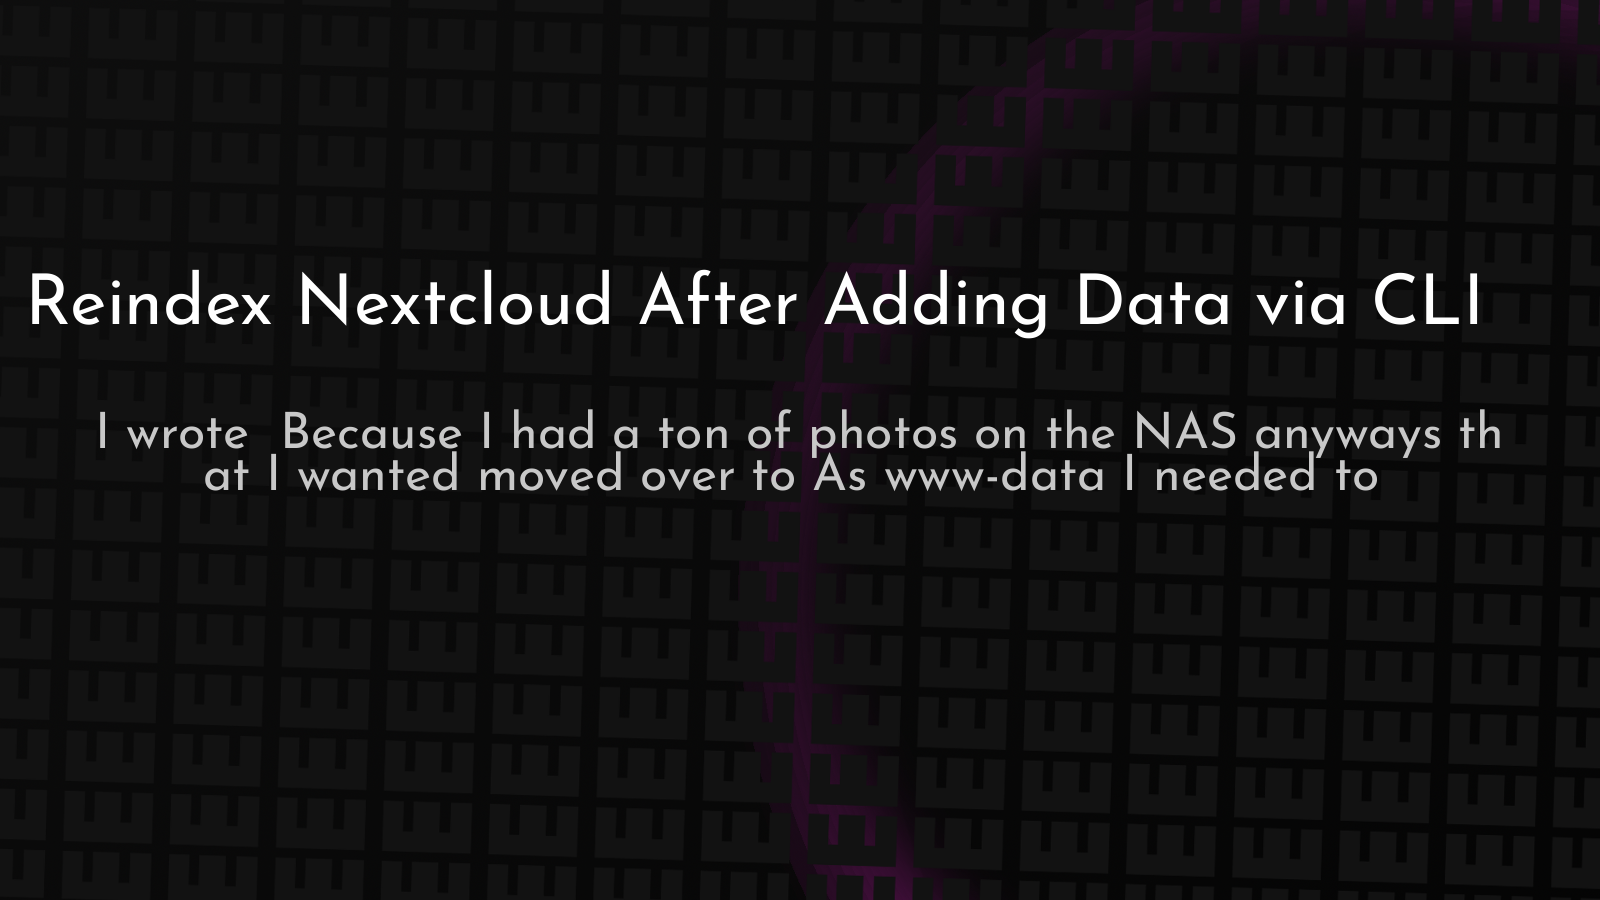 Reindex Nextcloud After Adding Data via CLI
I wrote  Because I had a ton of photos on the NAS anyways th
at I wanted moved over to As www-data I needed to